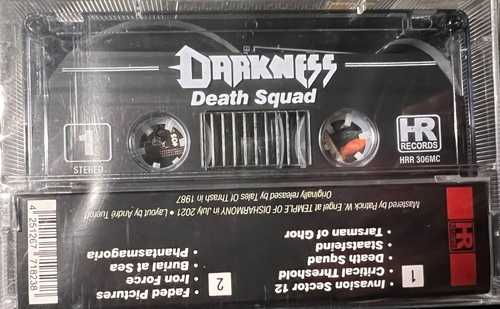 DARKNESS
Death Squad
1
STEREO
HR
RECORDS
HRR 306MC
1
• Invasion Sector 12
• Critical Threshold
• Death Squad
• Staatsfeind
• Tarsman of Ghor
2
• Faded Pictures
• Iron Force
• Burial at Sea
• Phantasmagoria
Mastered by Patrick W. Engel at TEMPLE OF DISHARMONY in July 2021 • Layout by André Tueroff
Originally released by Tales Of Thrash in 1987
HR